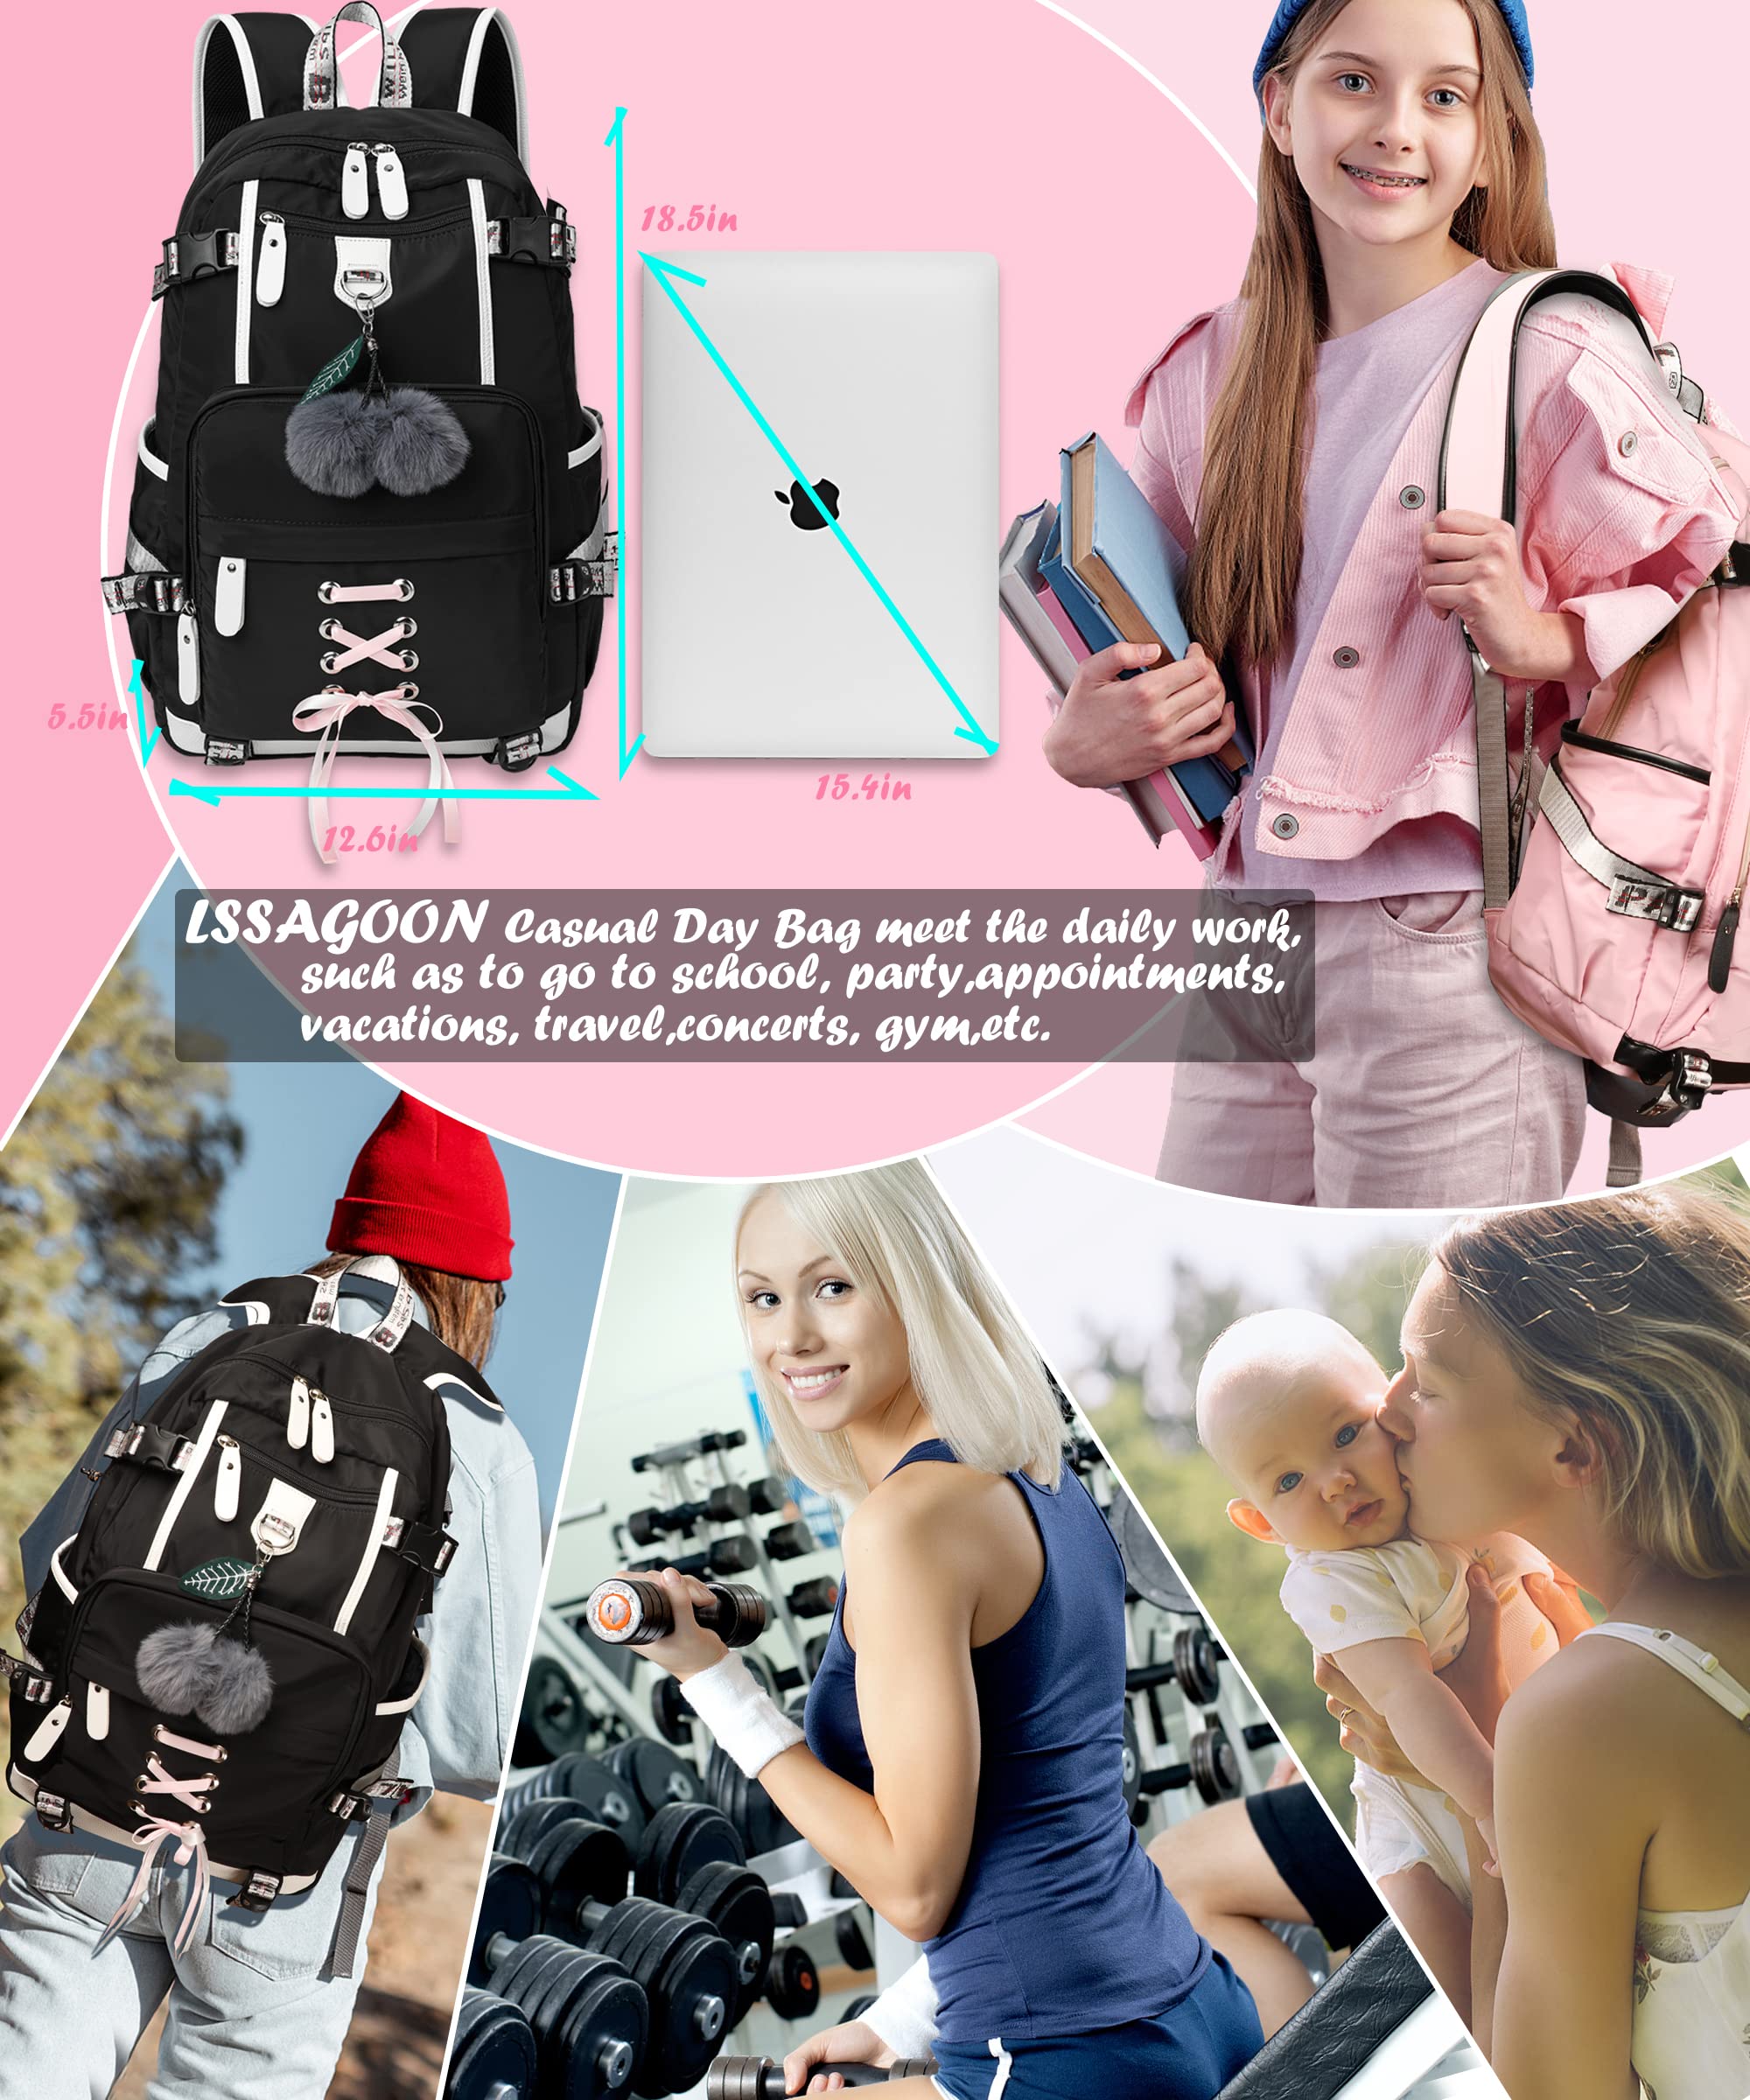 18.5in
5.5in
15.4in
12.6in
LSSAGOON Casual Day Bag meet the daily work,
such as to go to school, party,appointments,
vacations, travel,concerts, gym,etc.